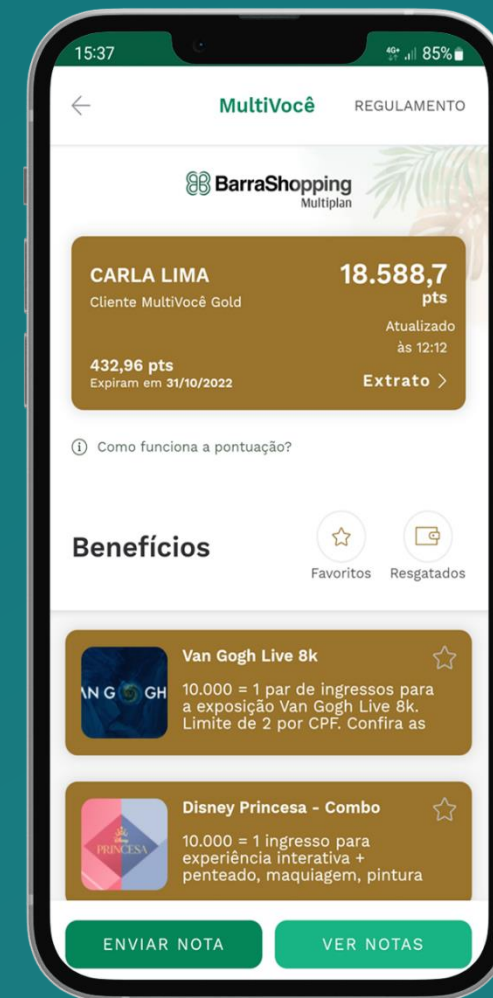 15:37
4G+ 85%
MultiVocê REGULAMENTO
BarraShopping
Multiplan
CARLA LIMA
Cliente MultiVocê Gold
18.588,7
pts
Atualizado
às 12:12
432,96 pts
Expiram em 31/10/2022
Extrato >
Como funciona a pontuação?
Benefícios
Favoritos Resgatados
AN G GH
Van Gogh Live 8k
10.000 = 1 par de ingressos para
a exposição Van Gogh Live 8k.
Limite de 2 por CPF. Confira as
Disney
PRINCESA
Disney Princesa - Combo
10.000 = 1 ingresso para
experiência interativa +
penteado, maquiagem, pintura
ENVIAR NOTA
VER NOTAS